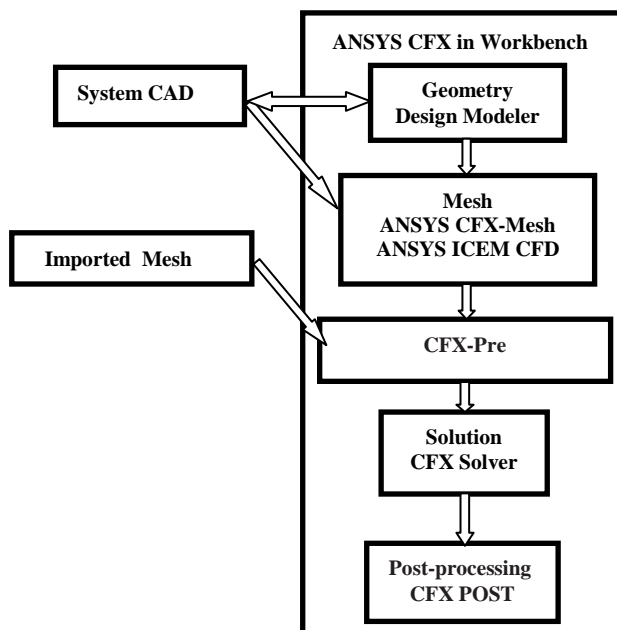 ANSYS CFX in Workbench
System CAD
Geometry
Design Modeler
Mesh
ANSYS CFX-Mesh
ANSYS ICEM CFD
Imported Mesh
CFX-Pre
Solution
CFX Solver
Post-processing
CFX POST